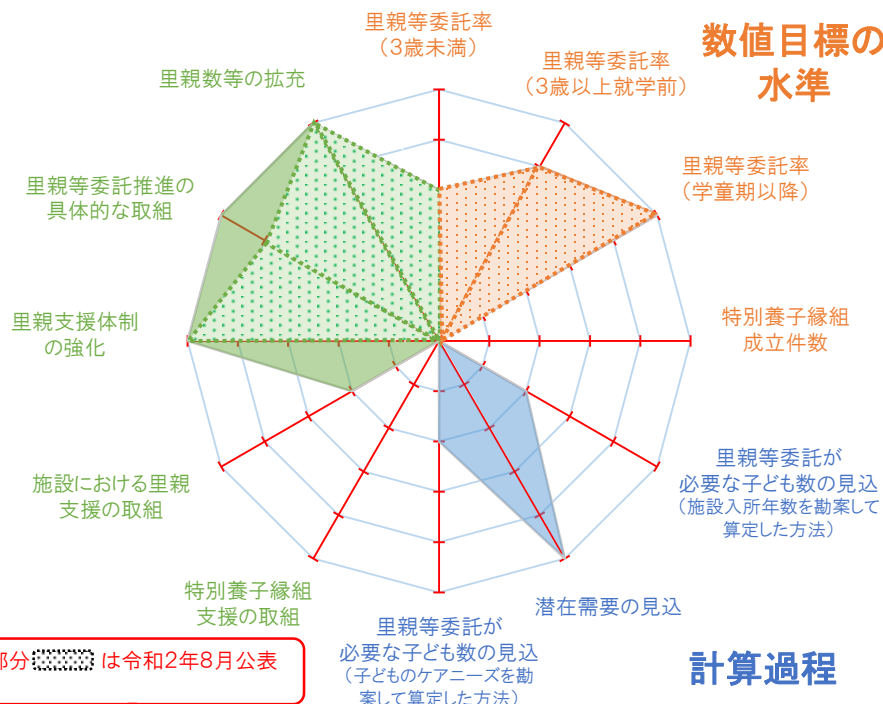 里親等委託率
（3歳未満）
里親等委託率
（3歳以上就学前）
数値目標の
水準
里親数等の拡充
里親等委託率
（学童期以降）
里親等委託推進の
具体的な取組
里親支援体制
の強化
特別養子縁組
成立件数
施設における里親
支援の取組
里親等委託が
必要な子ども数の見込
（施設入所年数を勘案して
算定した方法）
特別養子縁組
支援の取組
潜在需要の見込
里親等委託が
必要な子ども数の見込
（子どものケアニーズを勘
案して算定した方法）
部分 は令和2年8月公表
計算過程